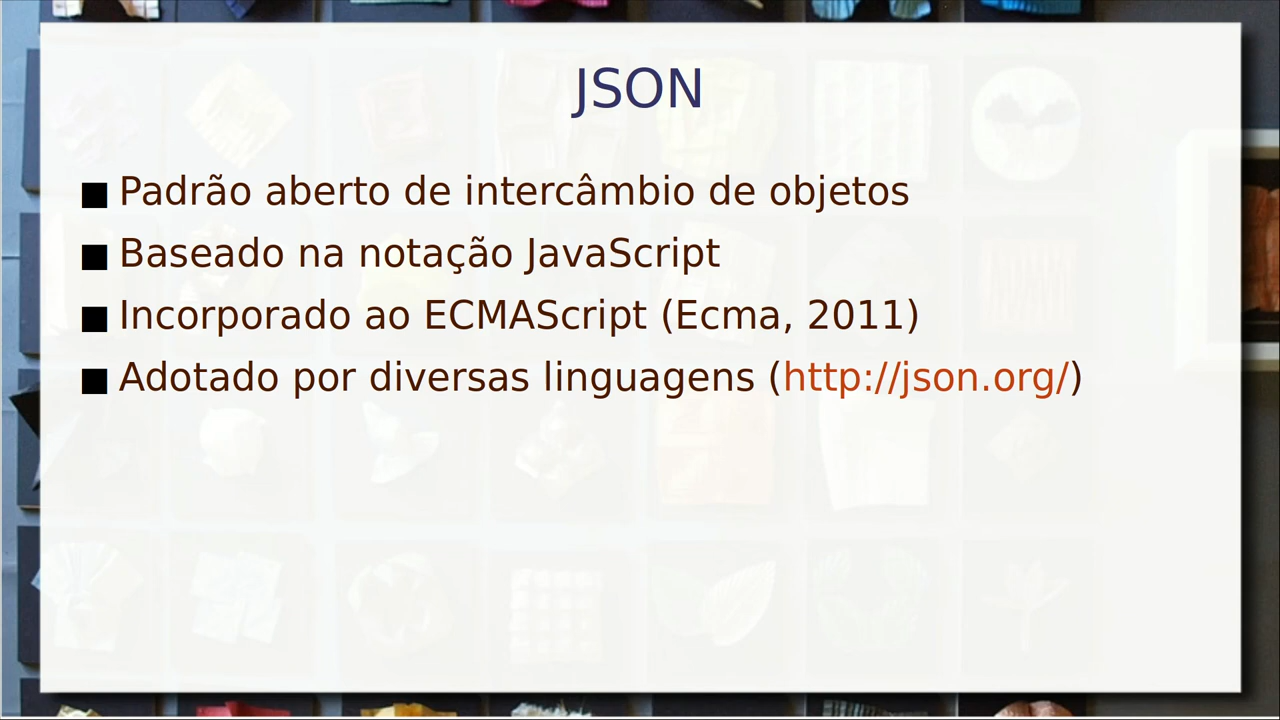 JSON
Padrão aberto de intercâmbio de objetos
Baseado na notação JavaScript
Incorporado ao ECMAScript (Ecma, 2011)
Adotado por diversas linguagens (http://json.org/)